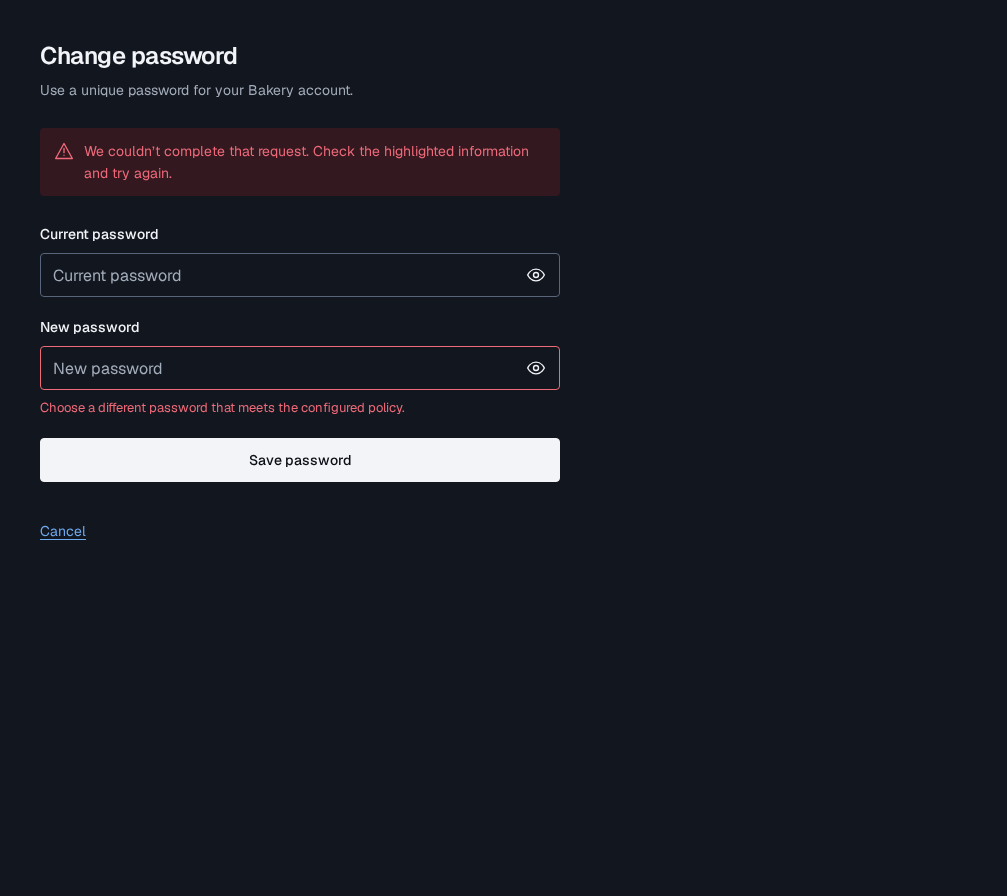 Change password
Use a unique password for your Bakery account.
We couldn't complete that request. Check the highlighted information
and try again.
Current password
Current password
New password
New password
Choose a different password that meets the configured policy.
Save password
Cancel